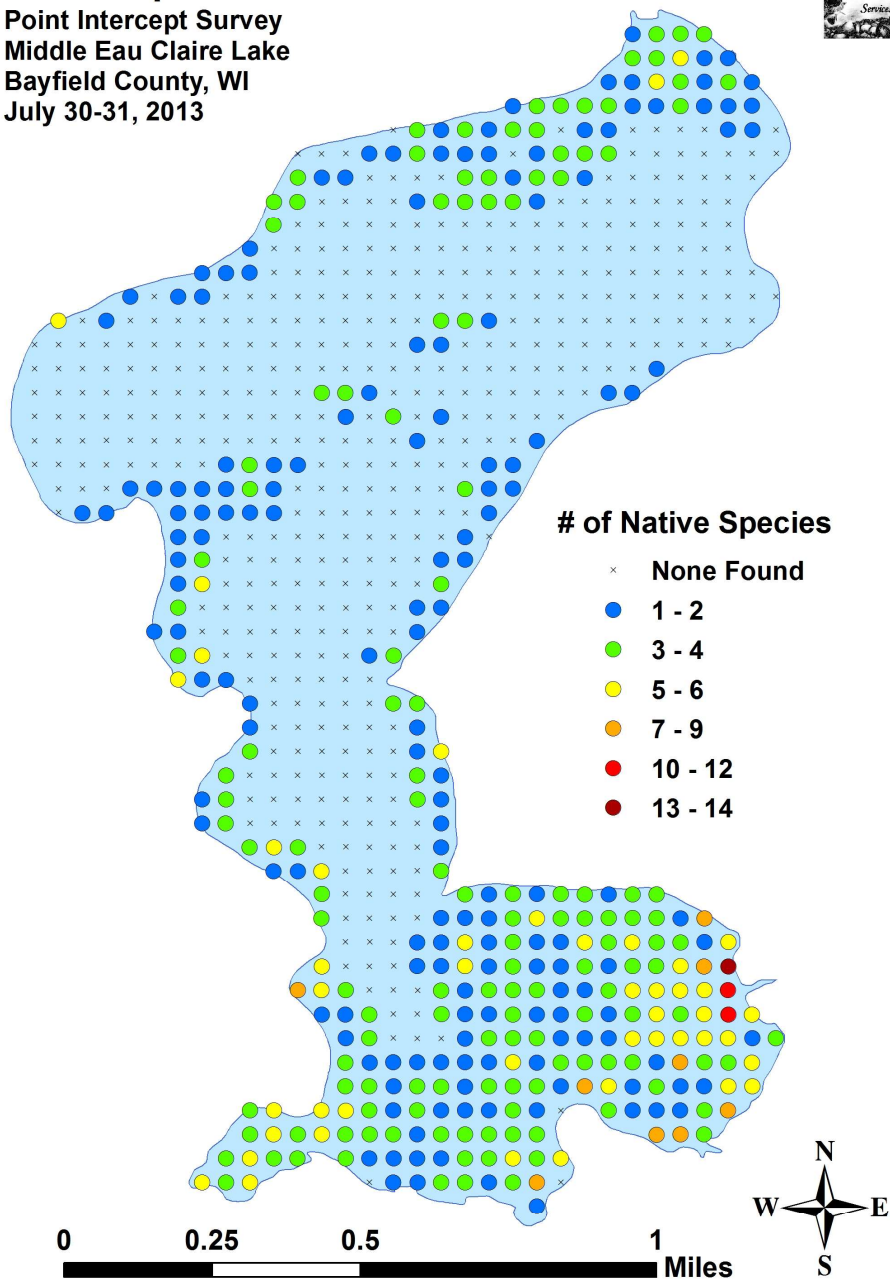 Point Intercept Survey
Middle Eau Claire Lake
Bayfield County, WI
July 30-31, 2013
Service
# of Native Species
None Found
1 - 2
3 - 4
5 - 6
7 - 9
10 - 12
13 - 14
N
W E
S
0 0.25 0.5 1
Miles